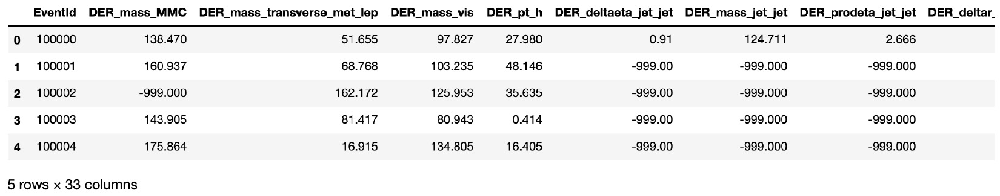 EventId DER_mass_MMC DER_mass_transverse_met_lep DER_mass_vis DER_pt_h DER_deltaeta_jet_jet DER_mass_jet_jet DER_prodeta_jet_jet DER_deltar_
0 100000 138.470 51.655 97.827 27.980 0.91 124.711 2.666
1 100001 160.937 68.768 103.235 48.146 -999.00 -999.000 -999.000
2 100002 -999.000 162.172 125.953 35.635 -999.00 -999.000 -999.000
3 100003 143.905 81.417 80.943 0.414 -999.00 -999.000 -999.000
4 100004 175.864 16.915 134.805 16.405 -999.00 -999.000 -999.000
5 rows × 33 columns